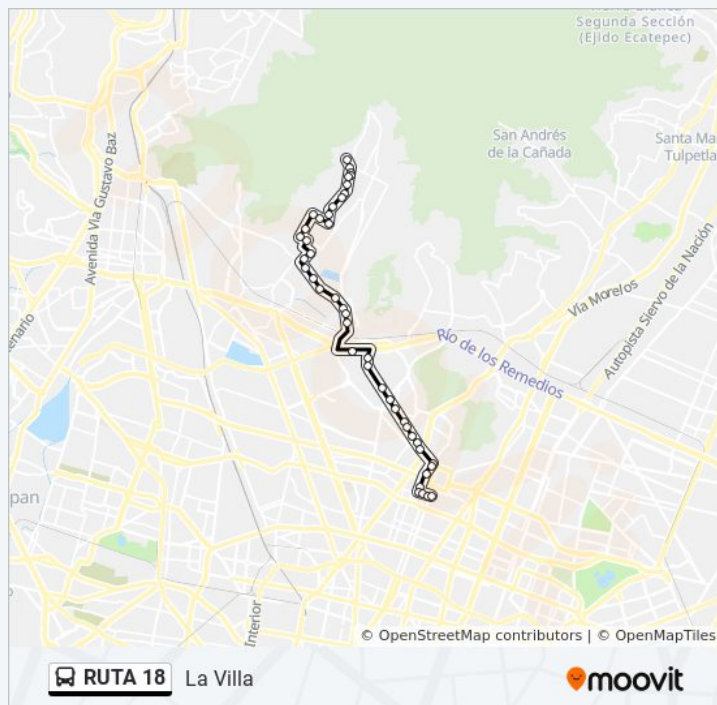 Segunda Sección
(Ejido Ecatepec)
San Andrés
de la Cañada
Santa Ma
Tulpetla
Avenida Vía Gustavo Baz
Autopista Siervo de la Nación
Vía Morelos
enario
Río de los Remedios
pan
Interior
© OpenStreetMap contributors | © OpenMapTiles
RUTA 18 La Villa moovit